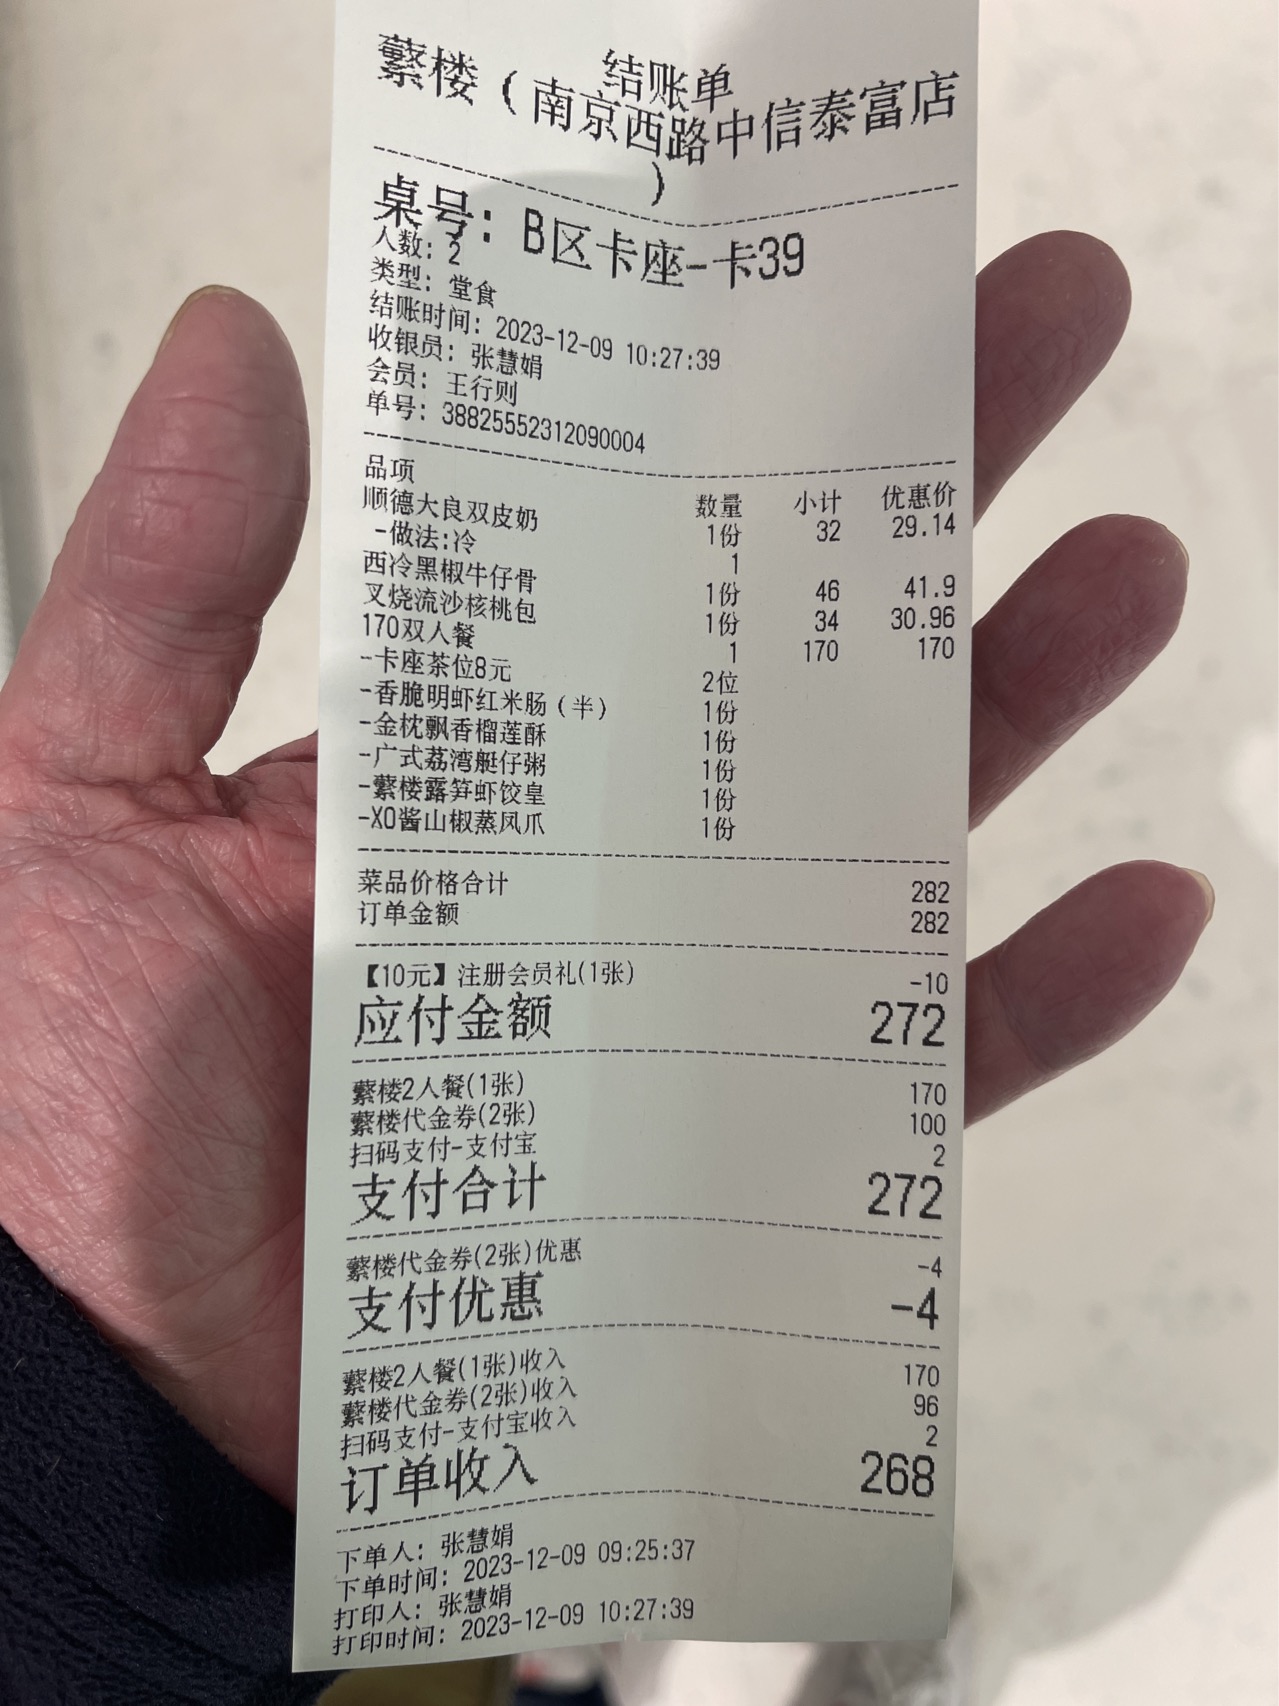 结账单
蘩楼（南京西路中信泰富店
）
桌号：B区卡座-卡39
人数：2
类型：堂食
结账时间：2023-12-09 10:27:39
收银员：张慧娟
会员：王行则
单号：38825552312090004
品项 数量 小计 优惠价
顺德大良双皮奶 1份 32 29.14
-做法:冷 1
西冷黑椒牛仔骨 1份 46 41.9
叉烧流沙核桃包 1份 34 30.96
170双人餐 1 170 170
-卡座茶位8元 2位
-香脆明虾红米肠（半） 1份
-金枕飘香榴莲酥 1份
-广式荔湾艇仔粥 1份
-蘩楼露笋虾饺皇 1份
-XO酱山椒蒸凤爪 1份
菜品价格合计 282
订单金额 282
【10元】注册会员礼(1张) -10
应付金额 272
蘩楼2人餐(1张) 170
蘩楼代金券(2张) 100
扫码支付-支付宝 2
支付合计 272
蘩楼代金券(2张)优惠 -4
支付优惠 -4
蘩楼2人餐(1张)收入 170
蘩楼代金券(2张)收入 96
扫码支付-支付宝收入 2
订单收入 268
下单人：张慧娟
下单时间：2023-12-09 09:25:37
打印人：张慧娟
打印时间：2023-12-09 10:27:39